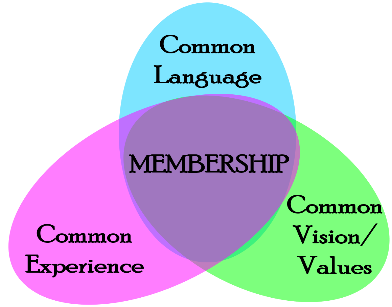 Common
Language
MEMBERSHIP
Common
Experience
Common
Vision/
Values